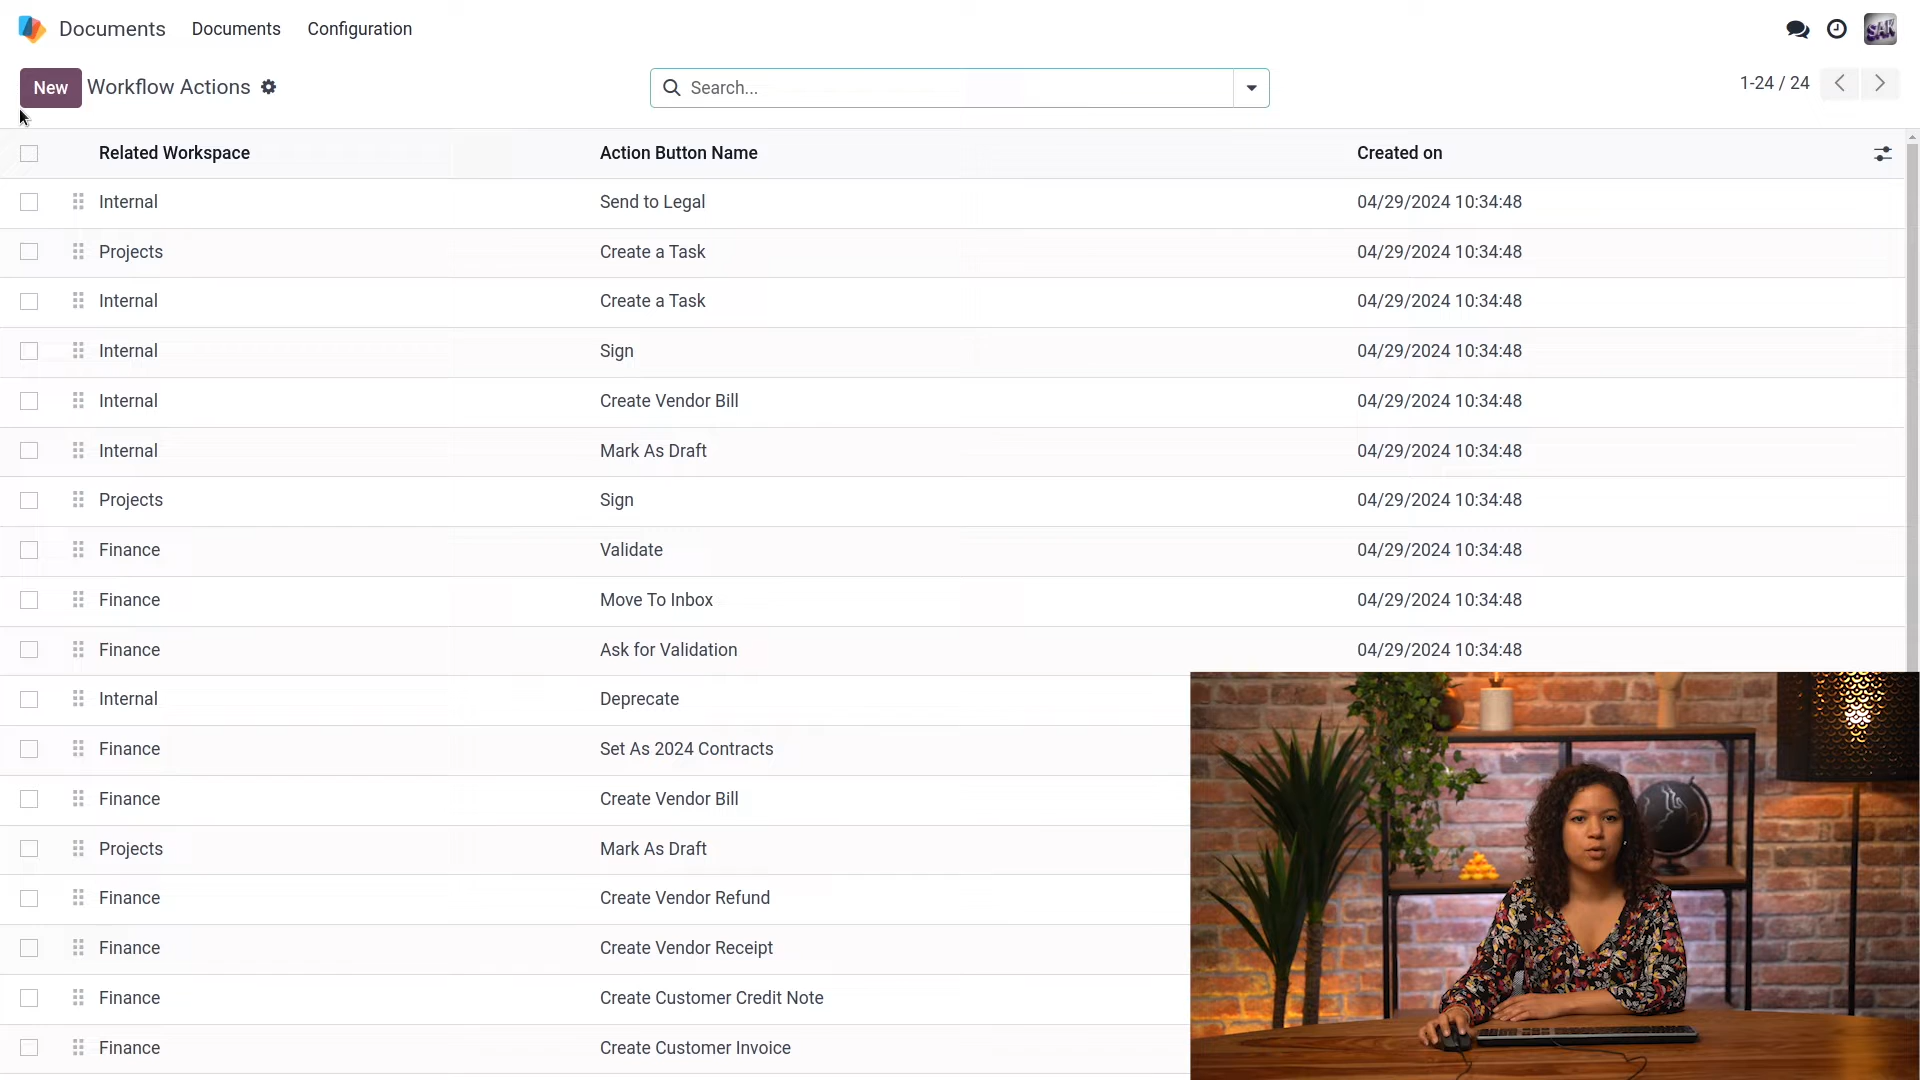 Documents Documents Configuration
New Workflow Actions Search... 1-24 / 24
Related Workspace Action Button Name Created on
Internal Send to Legal 04/29/2024 10:34:48
Projects Create a Task 04/29/2024 10:34:48
Internal Create a Task 04/29/2024 10:34:48
Internal Sign 04/29/2024 10:34:48
Internal Create Vendor Bill 04/29/2024 10:34:48
Internal Mark As Draft 04/29/2024 10:34:48
Projects Sign 04/29/2024 10:34:48
Finance Validate 04/29/2024 10:34:48
Finance Move To Inbox 04/29/2024 10:34:48
Finance Ask for Validation 04/29/2024 10:34:48
Internal Deprecate
Finance Set As 2024 Contracts
Finance Create Vendor Bill
Projects Mark As Draft
Finance Create Vendor Refund
Finance Create Vendor Receipt
Finance Create Customer Credit Note
Finance Create Customer Invoice